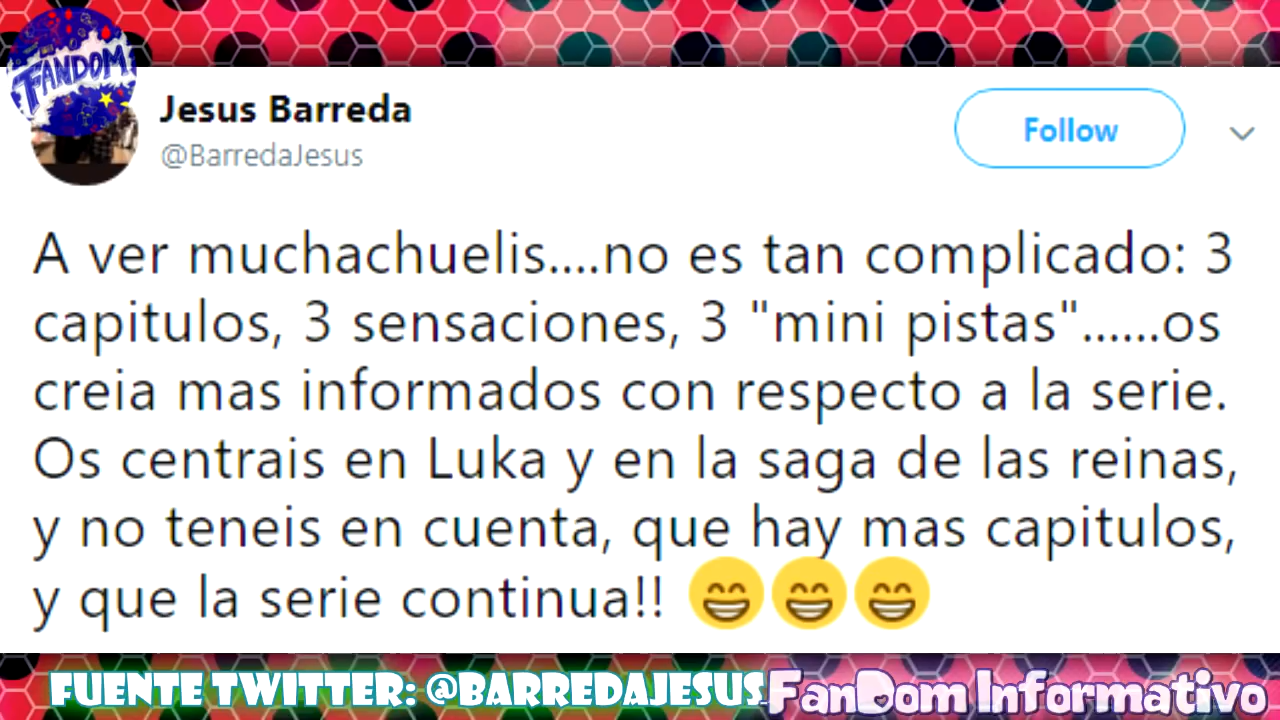 FANDOM
Jesus Barreda
@BarredaJesus
Follow
A ver muchachuelis....no es tan complicado: 3
capitulos, 3 sensaciones, 3 "mini pistas"......os
creia mas informados con respecto a la serie.
Os centrais en Luka y en la saga de las reinas,
y no teneis en cuenta, que hay mas capitulos,
y que la serie continua!! 😁😁😁
FUENTE TWITTER: @BARREDAJESUS
FanDom Informativo